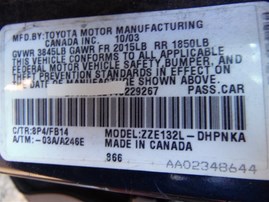 MFD.BY:TOYOTA MOTOR MANUFACTURING
CANADA INC. 10/03
GVWR 3845LB GAWR FR 2015LB RR 1850LB
THIS VEHICLE CONFORMS TO ALL APPLICABLE
FEDERAL MOTOR VEHICLE SAFETY, BUMPER, AND
THEFT PREVENTION STANDARDS IN EFFECT ON
THE DATE OF MANUFACTURE SHOWN ABOVE.
229267 PASS.CAR
C/TR:8P4/FB14 MODEL:ZZE132L-DHPNKA
A/TM:-03A/A246E MADE IN CANADA
866 AA02348644